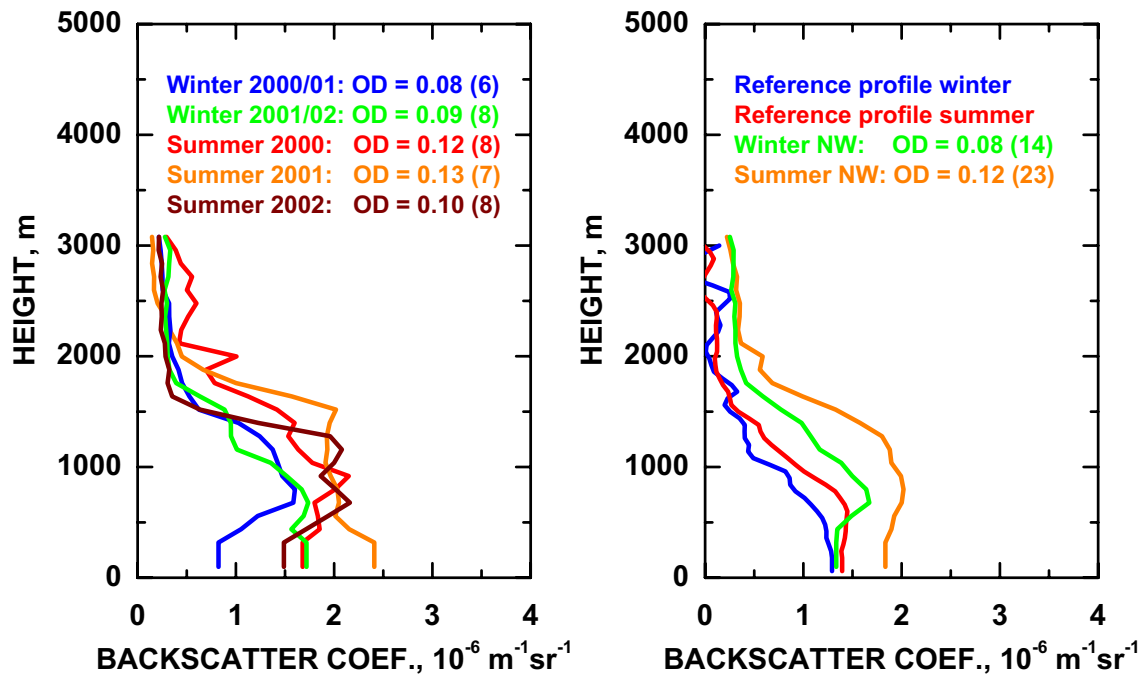 5000
4000
3000
2000
1000
0
HEIGHT, m
Winter 2000/01: OD = 0.08 (6)
Winter 2001/02: OD = 0.09 (8)
Summer 2000: OD = 0.12 (8)
Summer 2001: OD = 0.13 (7)
Summer 2002: OD = 0.10 (8)
0 1 2 3 4
BACKSCATTER COEF., 10⁻⁶ m⁻¹sr⁻¹
5000
4000
3000
2000
1000
0
HEIGHT, m
Reference profile winter
Reference profile summer
Winter NW: OD = 0.08 (14)
Summer NW: OD = 0.12 (23)
0 1 2 3 4
BACKSCATTER COEF., 10⁻⁶ m⁻¹sr⁻¹